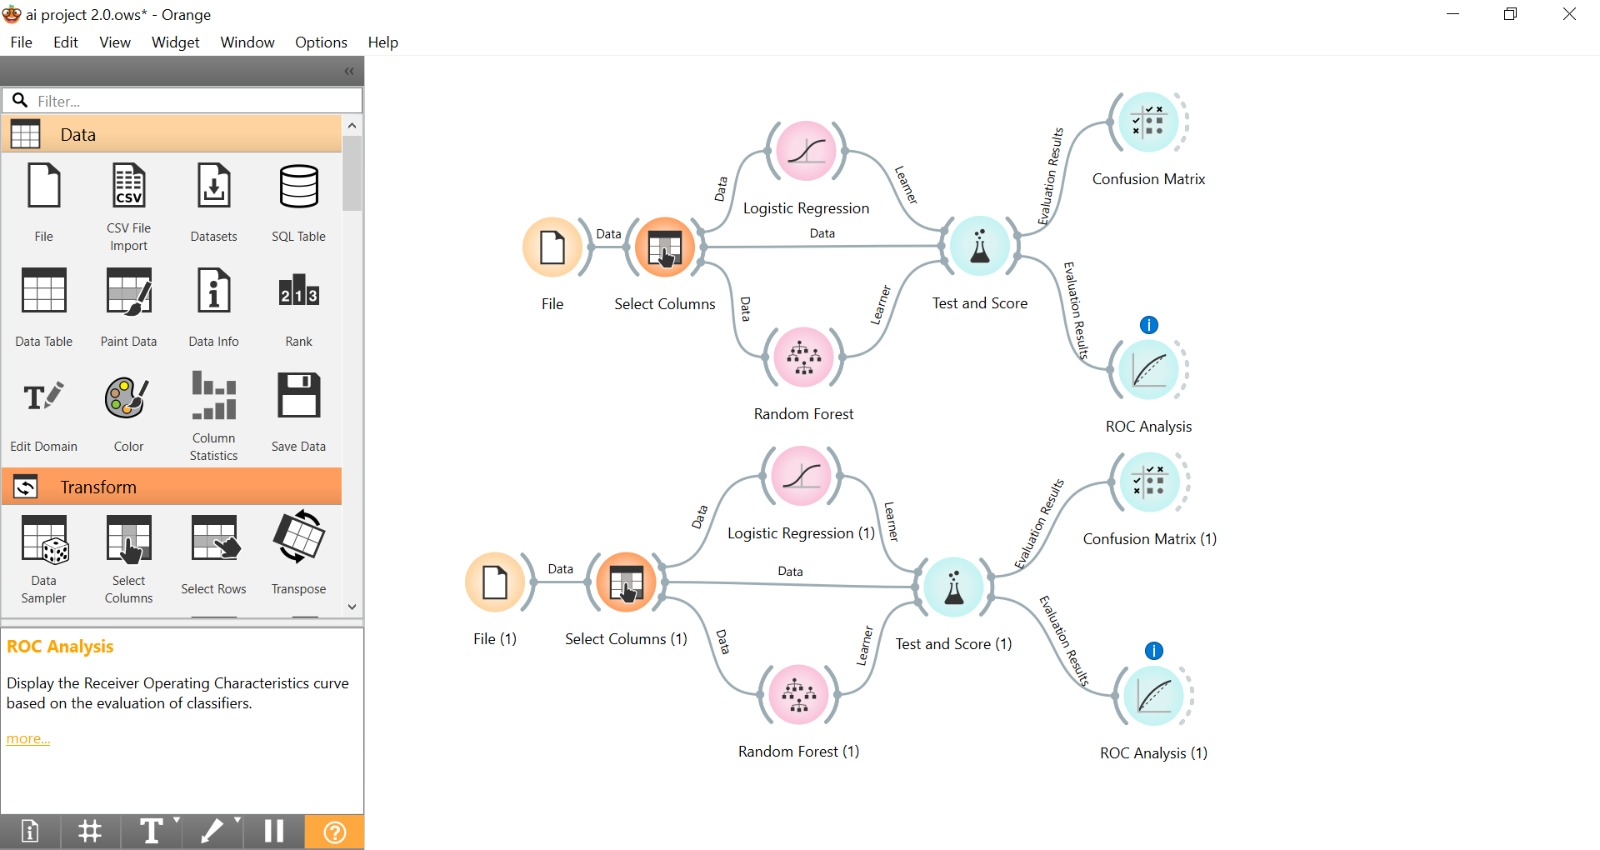 ai project 2.0.ows* - Orange
File Edit View Widget Window Options Help
Filter...
Data
File
CSV
CSV File
Import
Datasets
SQL Table
Data Table
Paint Data
Data Info
2 1 3
Rank
T
Edit Domain
Color
Column
Statistics
Save Data
Transform
Data
Sampler
Select
Columns
Select Rows
Transpose
ROC Analysis
Display the Receiver Operating Characteristics curve
based on the evaluation of classifiers.
more...
T
?
File
Data
Select Columns
Data
Logistic Regression
Learner
Data
Data
Random Forest
Learner
Test and Score
Evaluation Results
Confusion Matrix
Evaluation Results
i
ROC Analysis
File (1)
Data
Select Columns (1)
Data
Logistic Regression (1)
Learner
Data
Data
Random Forest (1)
Learner
Test and Score (1)
Evaluation Results
Confusion Matrix (1)
Evaluation Results
i
ROC Analysis (1)